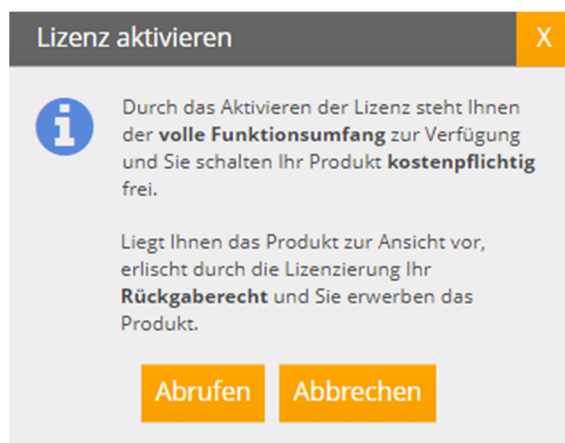 Lizenz aktivieren
X
Durch das Aktivieren der Lizenz steht Ihnen
der volle Funktionsumfang zur Verfügung
und Sie schalten Ihr Produkt kostenpflichtig
frei.
Liegt Ihnen das Produkt zur Ansicht vor,
erlischt durch die Lizenzierung Ihr
Rückgaberecht und Sie erwerben das
Produkt.
Abrufen
Abbrechen